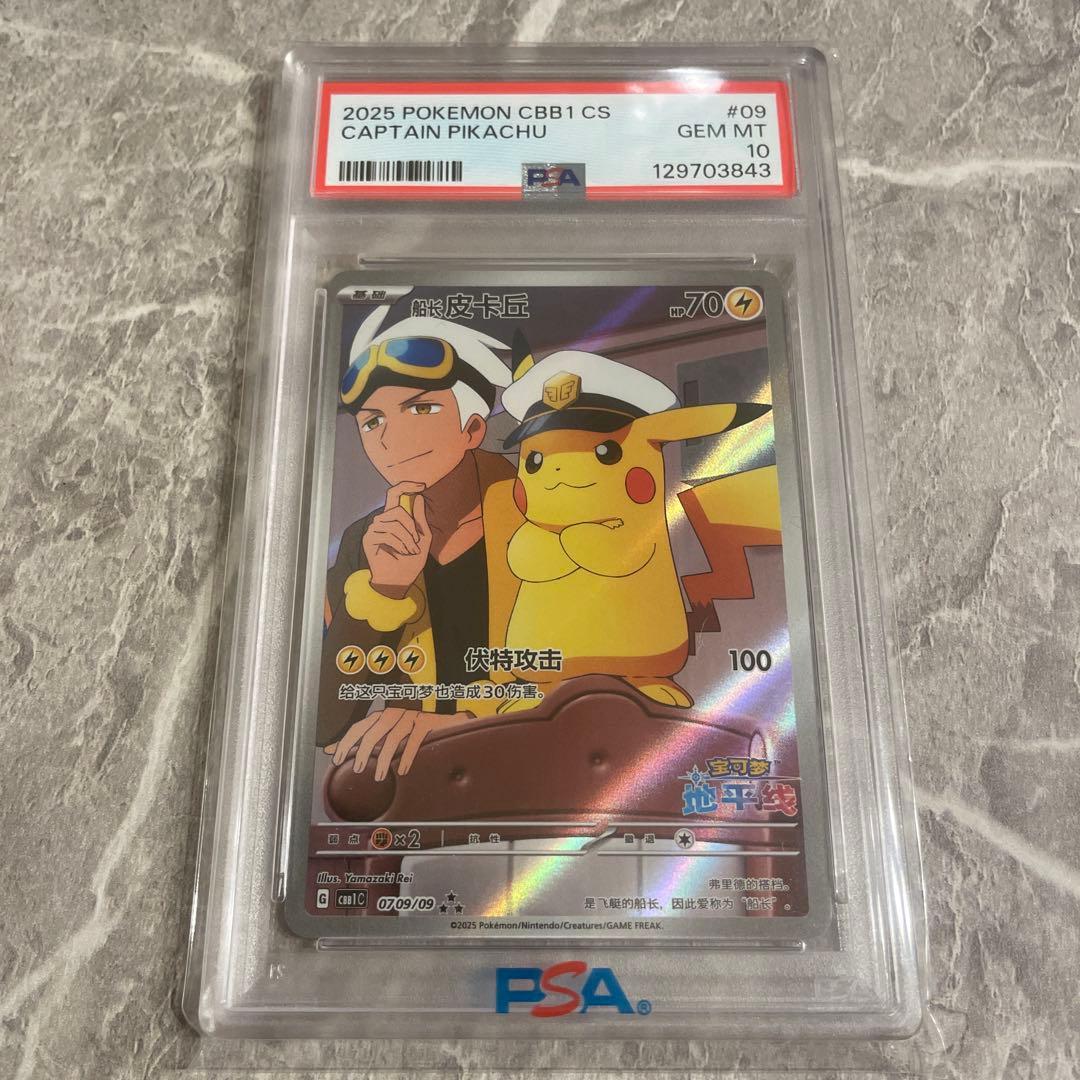 2025 POKEMON CBB1 CS #09
CAPTAIN PIKACHU GEM MT
10
PSA 129703843
基础 船长 皮卡丘 HP70
伏特攻击 100
给这只宝可梦也造成30伤害。
宝可梦™
地平线
弱点 ×2 抗性 撤退
Illus. Yamazaki Rei
弗里德的搭档。
G CBB1C 07 09/09
是飞艇的船长，因此爱称为“船长”。
©2025 Pokémon/Nintendo/Creatures/GAME FREAK.
PSA®